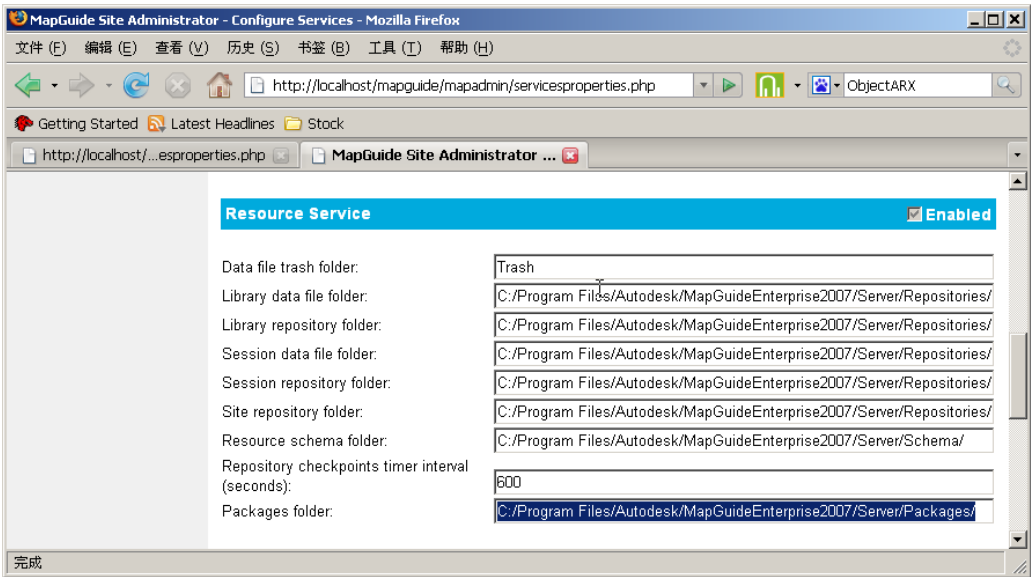 MapGuide Site Administrator - Configure Services - Mozilla Firefox
文件 (F) 编辑 (E) 查看 (V) 历史 (S) 书签 (B) 工具 (T) 帮助 (H)
http://localhost/mapguide/mapadmin/servicesproperties.php ObjectARX
Getting Started Latest Headlines Stock
http://localhost/...esproperties.php MapGuide Site Administrator ...
Resource Service Enabled
Data file trash folder: Trash
Library data file folder: C:/Program Files/Autodesk/MapGuideEnterprise2007/Server/Repositories/
Library repository folder: C:/Program Files/Autodesk/MapGuideEnterprise2007/Server/Repositories/
Session data file folder: C:/Program Files/Autodesk/MapGuideEnterprise2007/Server/Repositories/
Session repository folder: C:/Program Files/Autodesk/MapGuideEnterprise2007/Server/Repositories/
Site repository folder: C:/Program Files/Autodesk/MapGuideEnterprise2007/Server/Repositories/
Resource schema folder: C:/Program Files/Autodesk/MapGuideEnterprise2007/Server/Schema/
Repository checkpoints timer interval
(seconds): 600
Packages folder: C:/Program Files/Autodesk/MapGuideEnterprise2007/Server/Packages/
完成